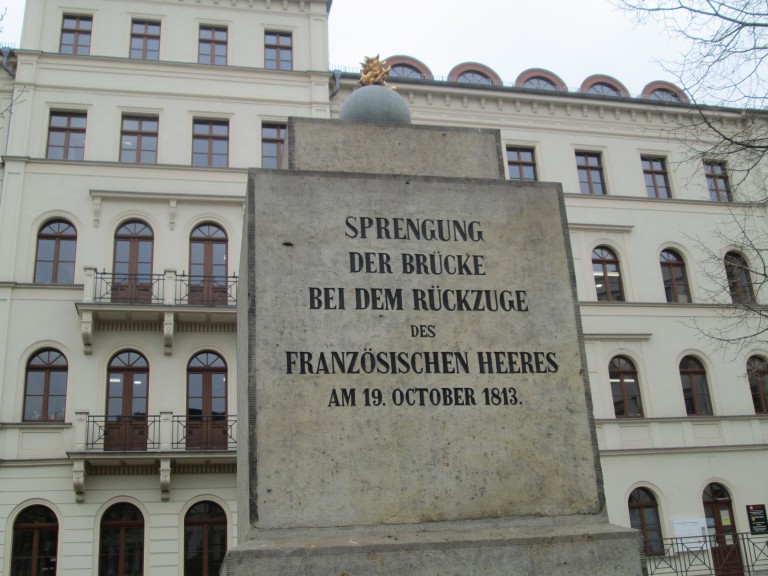 SPRENGUNG
DER BRÜCKE
BEI DEM RÜCKZUGE
DES
FRANZÖSISCHEN HEERES
AM 19. OCTOBER 1813.